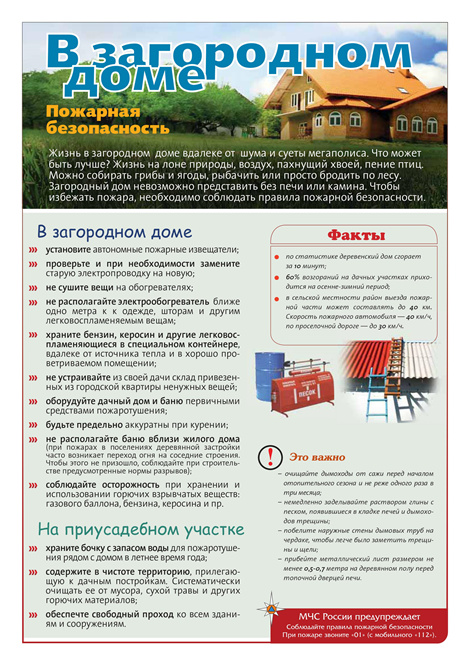 В загородном
доме
Пожарная
безопасность
Жизнь в загородном доме вдалеке от шума и суеты мегаполиса. Что может
быть лучше? Жизнь на лоне природы, воздух, пахнущий хвоей, пение птиц.
Можно собирать грибы и ягоды, рыбачить или просто бродить по лесу.
Загородный дом невозможно представить без печи или камина. Чтобы
избежать пожара, необходимо соблюдать правила пожарной безопасности.
В загородном доме
››› установите автономные пожарные извещатели;
››› проверьте и при необходимости замените
старую электропроводку на новую;
››› не сушите вещи на обогревателях;
››› не располагайте электрообогреватель ближе
одно метра к к одежде, шторам и другим
легковоспламеняемым вещам;
››› храните бензин, керосин и другие легковос-
пламеняющиеся в специальном контейнере,
вдалеке от источника тепла и в хорошо про-
ветриваемом помещении;
››› не устраивайте из своей дачи склад привезен-
ных из городской квартиры ненужных вещей;
››› оборудуйте дачный дом и баню первичными
средствами пожаротушения;
››› будьте предельно аккуратны при курении;
››› не располагайте баню вблизи жилого дома
(при пожарах в поселениях деревянной застройки
часто возникает переход огня на соседние строения.
Чтобы этого не произошло, соблюдайте при строитель-
стве предусмотренные нормы разрывов);
››› соблюдайте осторожность при хранении и
использовании горючих взрывчатых веществ:
газового баллона, бензина, керосина и пр.
На приусадебном участке
››› храните бочку с запасом воды для пожаротуше-
ния рядом с домом в летнее время года;
››› содержите в чистоте территорию, прилегаю-
щую к дачным постройкам. Систематически
очищать ее от мусора, сухой травы и других
горючих материалов;
››› обеспечьте свободный проход ко всем здани-
ям и сооружениям.
Факты
• по статистике деревенский дом сгорает
за 10 минут;
• 60% возгораний на дачных участках прихо-
дится на осенне-зимний период;
• в сельской местности район выезда пожар-
ной части может составлять до 40 км.
Скорость пожарного автомобиля — 40 км/ч,
по проселочной дороге — до 30 км/ч.
! Это важно
– очищайте дымоходы от сажи перед началом
отопительного сезона и не реже одного раза в
три месяца;
– немедленно заделывайте раствором глины с
песком, появившиеся в кладке печей и дымохо-
дов трещины;
– побелите наружные стены дымовых труб на
чердаке, чтобы легче было заметить трещи-
ны и щели;
– прибейте металлический лист размером не
менее 0,5-0,7 метра на деревянном полу перед
топочной дверцей печи.
МЧС России предупреждает
Соблюдайте правила пожарной безопасности
При пожаре звоните «01» (с мобильного «112»).